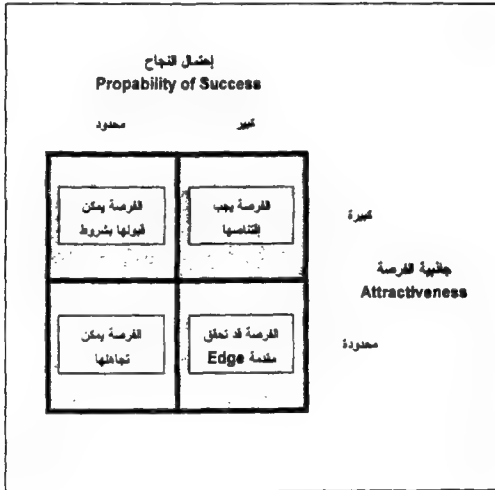 إحتمال النجاح
Propability of Success
كبير
محدود
الفرصة يجب
إقتناصها
الفرصة يمكن
قبولها بشروط
كبيرة
جاذبية الفرصة
Attractiveness
الفرصة قد تحقق
مقدمة Edge
الفرصة يمكن
تجاهلها
محدودة